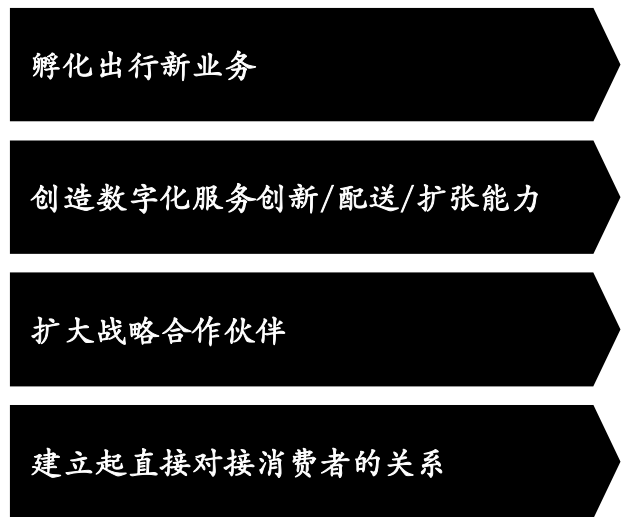 孵化出行新业务
创造数字化服务创新/配送/扩张能力
扩大战略合作伙伴
建立起直接对接消费者的关系